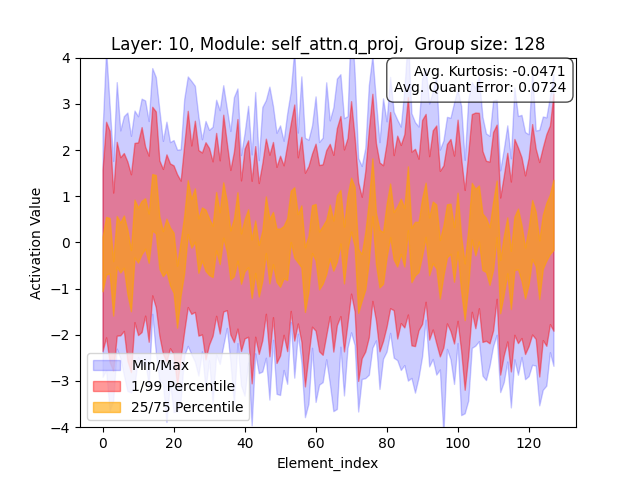 Layer: 10, Module: self_attn.q_proj,  Group size: 128
Avg. Kurtosis: -0.0471
Avg. Quant Error: 0.0724
Activation Value
4
3
2
1
0
−1
−2
−3
−4
Min/Max
1/99 Percentile
25/75 Percentile
0 20 40 60 80 100 120
Element_index